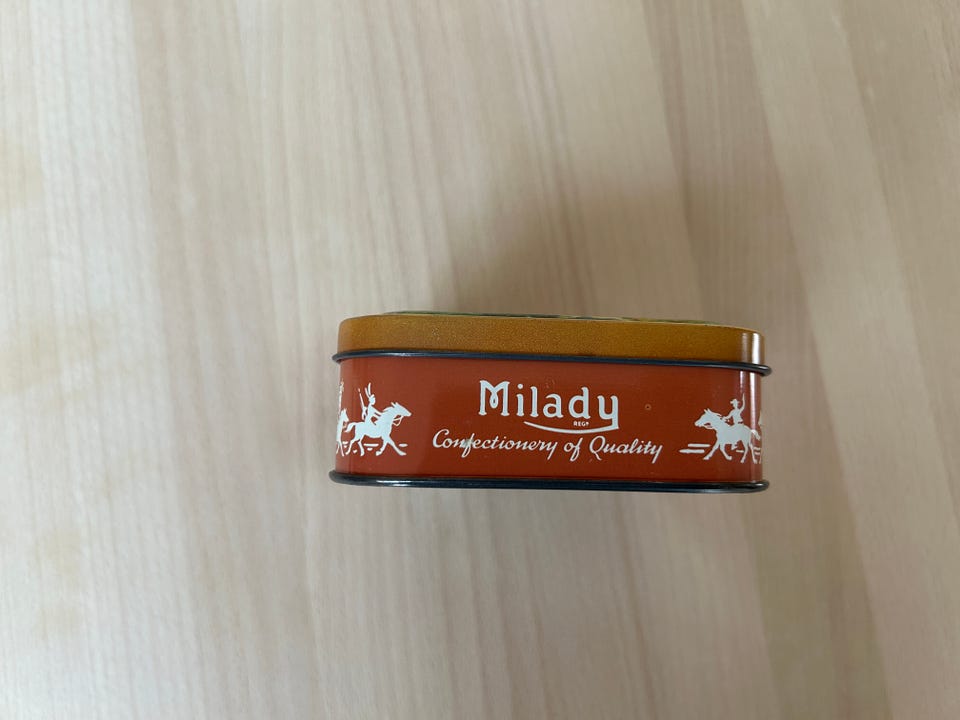 Milady
REGD
Confectionery of Quality